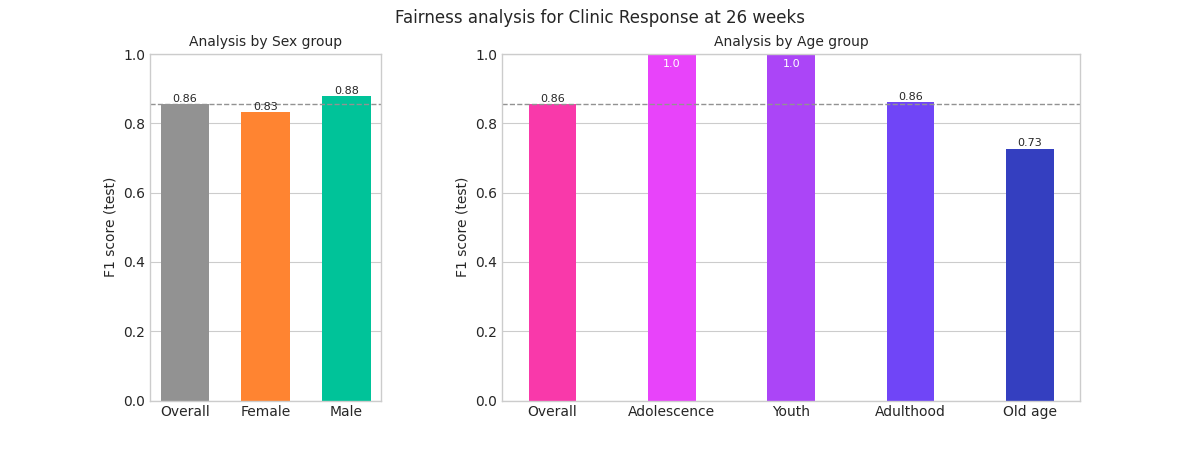 Fairness analysis for Clinic Response at 26 weeks
Analysis by Sex group
F1 score (test)
1.0
0.8
0.6
0.4
0.2
0.0
0.86
0.83
0.88
Overall Female Male
Analysis by Age group
F1 score (test)
1.0
0.8
0.6
0.4
0.2
0.0
0.86
1.0
1.0
0.86
0.73
Overall Adolescence Youth Adulthood Old age